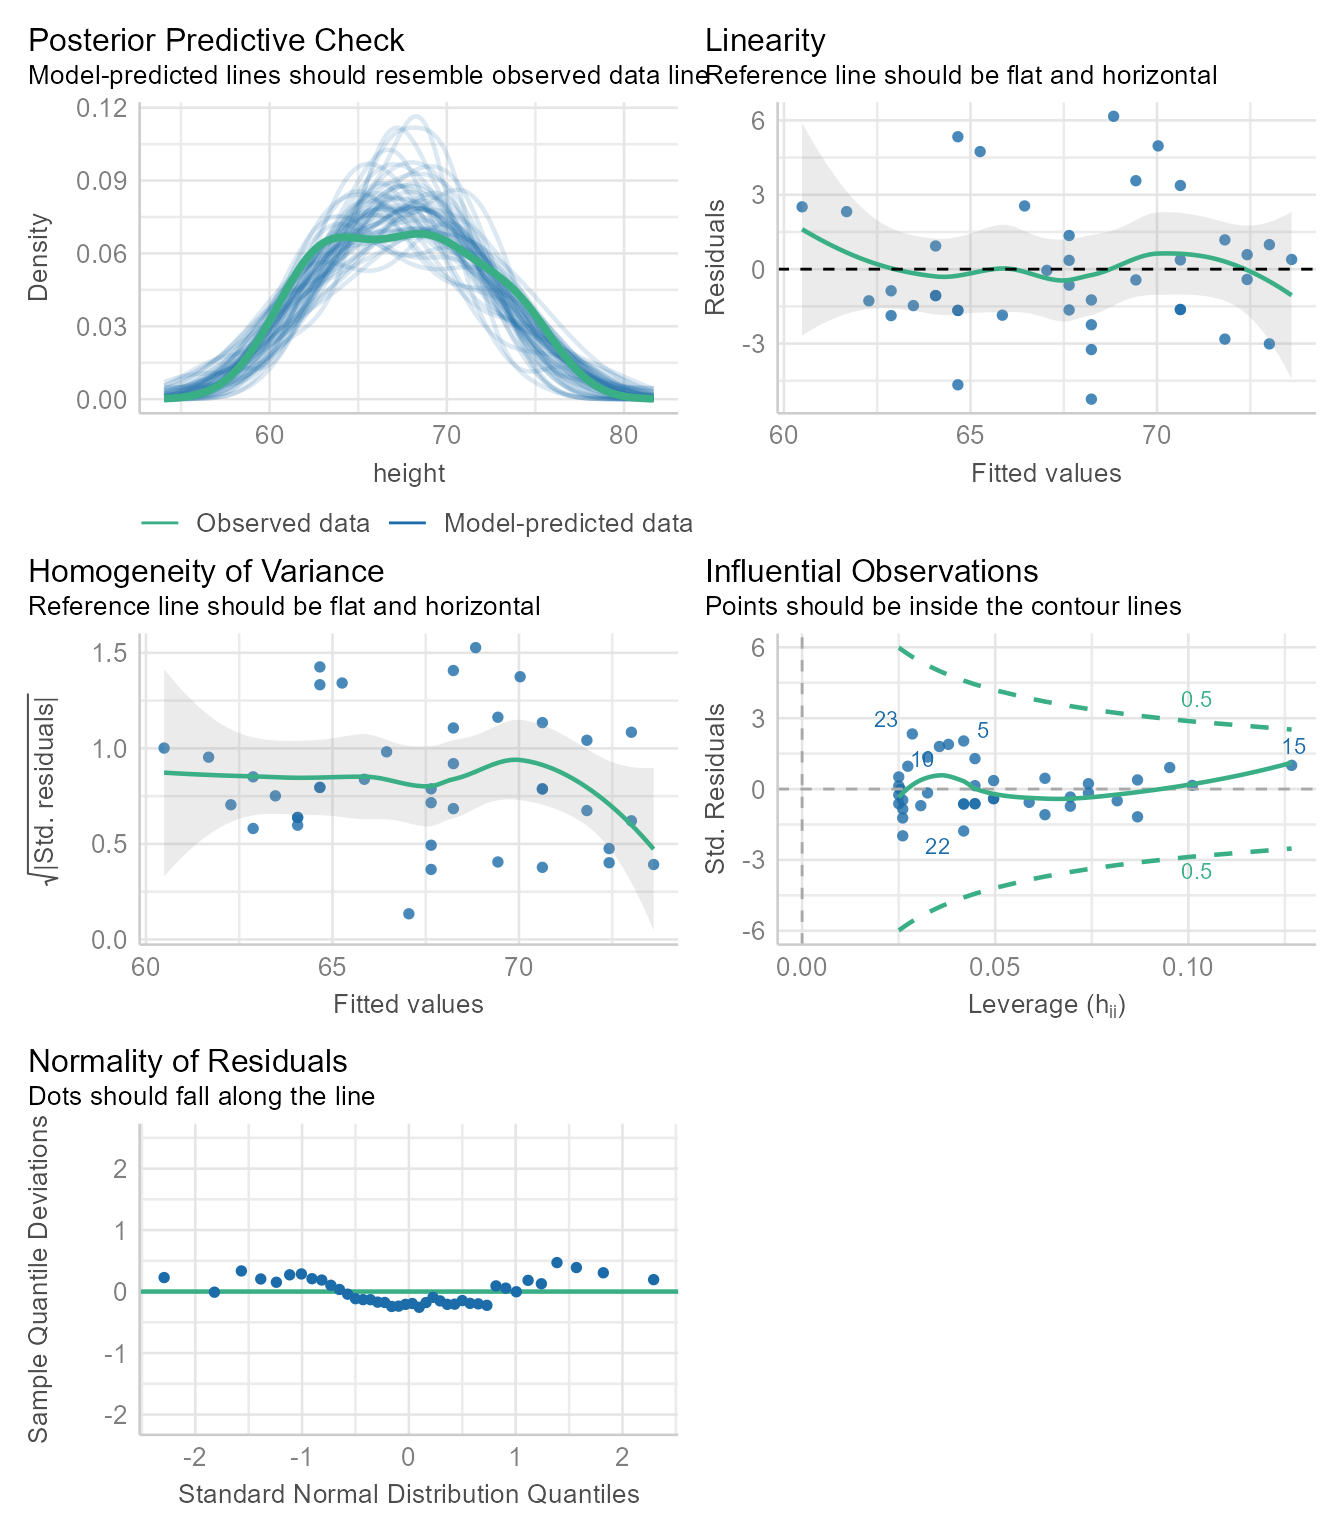 Posterior Predictive Check
Model-predicted lines should resemble observed data line
0.12
0.09
0.06
0.03
0.00
Density
60
70
80
height
Observed data
Model-predicted data
Linearity
Reference line should be flat and horizontal
6
3
0
-3
Residuals
60
65
70
Fitted values
Homogeneity of Variance
Reference line should be flat and horizontal
1.5
1.0
0.5
0.0
√|Std. residuals|
60
65
70
Fitted values
Influential Observations
Points should be inside the contour lines
6
3
0
-3
-6
Std. Residuals
0.5
23
5
10
15
22
0.5
0.00
0.05
0.10
Leverage (hii)
Normality of Residuals
Dots should fall along the line
2
1
0
-1
-2
Sample Quantile Deviations
-2
-1
0
1
2
Standard Normal Distribution Quantiles